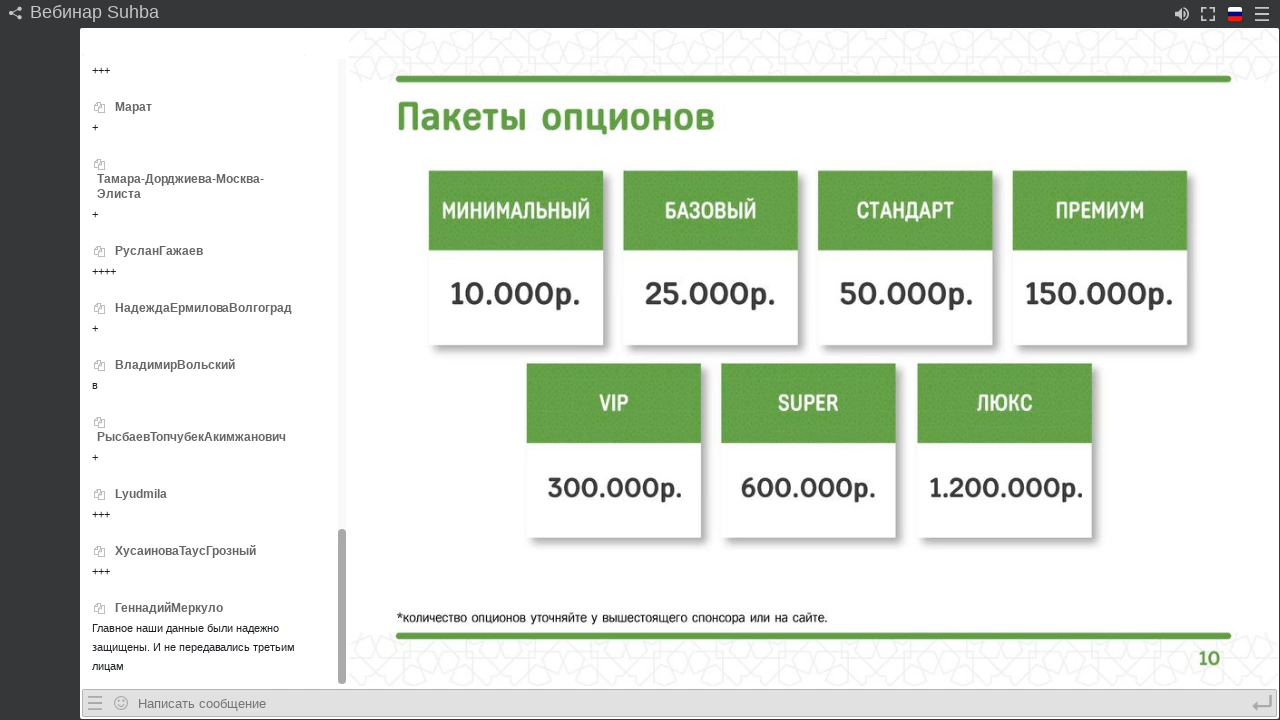 Вебинар Suhba
+++
Марат
+
Тамара-Дорджиева-Москва-
Элиста
+
РусланГажаев
++++
НадеждаЕрмиловаВолгоград
+
ВладимирВольский
в
РысбаевТопчубекАкимжанович
+
Lyudmila
+++
ХусаиноваТаусГрозный
+++
ГеннадийМеркуло
Главное наши данные были надежно
защищены. И не передавались третьим
лицам
Написать сообщение
Пакеты опционов
МИНИМАЛЬНЫЙ
10.000р.
БАЗОВЫЙ
25.000р.
СТАНДАРТ
50.000р.
ПРЕМИУМ
150.000р.
VIP
300.000р.
SUPER
600.000р.
ЛЮКС
1.200.000р.
*количество опционов уточняйте у вышестоящего спонсора или на сайте.
10